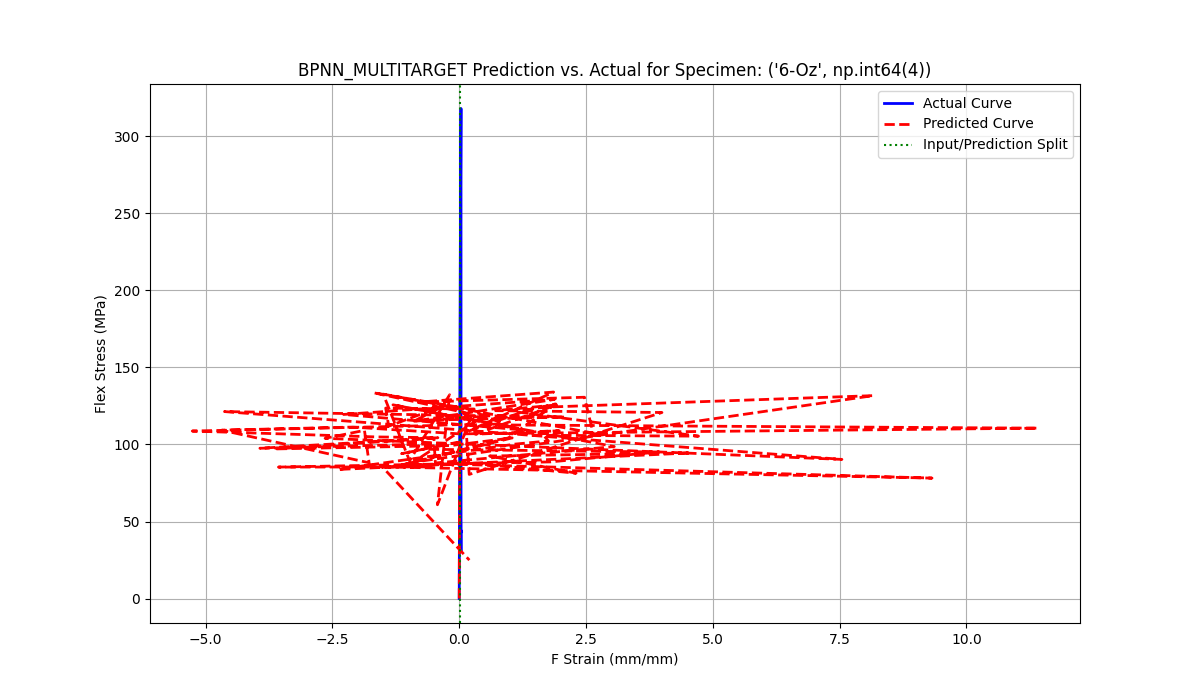 BPNN_MULTITARGET Prediction vs. Actual for Specimen: ('6-Oz', np.int64(4))
Actual Curve
Predicted Curve
Input/Prediction Split
300
250
200
150
100
50
0
Flex Stress (MPa)
−5.0
−2.5
0.0
2.5
5.0
7.5
10.0
F Strain (mm/mm)